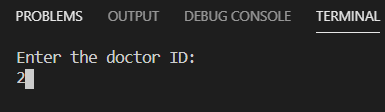 PROBLEMS OUTPUT DEBUG CONSOLE TERMINAL
Enter the doctor ID:
2